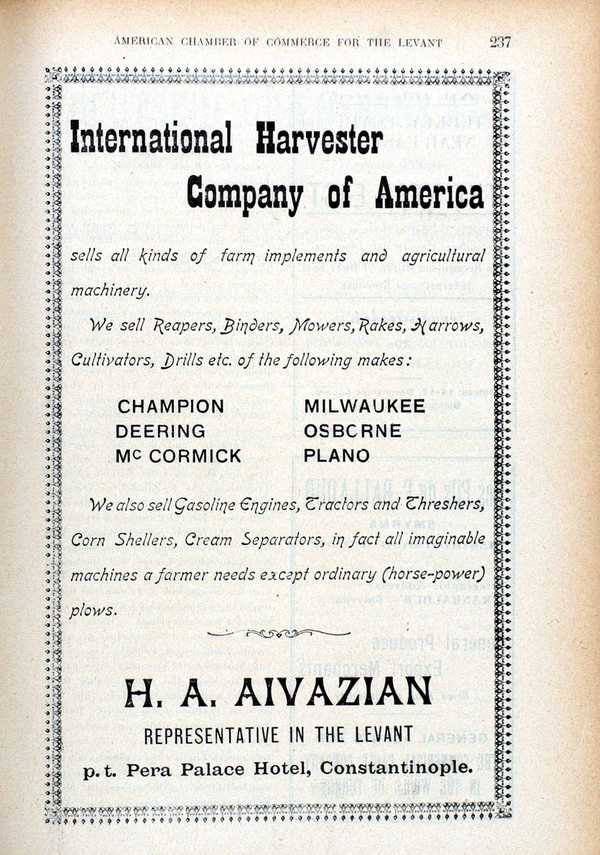 AMERICAN CHAMBER OF COMMERCE FOR THE LEVANT 237
International Harvester
Company of America
sells all kinds of farm implements and agricultural
machinery.
We sell Reapers, Binders, Mowers, Rakes, Harrows,
Cultivators, Drills etc. of the following makes:
CHAMPION MILWAUKEE
DEERING OSBORNE
Mc CORMICK PLANO
We also sell Gasoline Engines, Tractors and Threshers,
Corn Shellers, Cream Separators, in fact all imaginable
machines a farmer needs except ordinary (horse-power)
plows.
H. A. AIVAZIAN
REPRESENTATIVE IN THE LEVANT
p. t. Pera Palace Hotel, Constantinople.